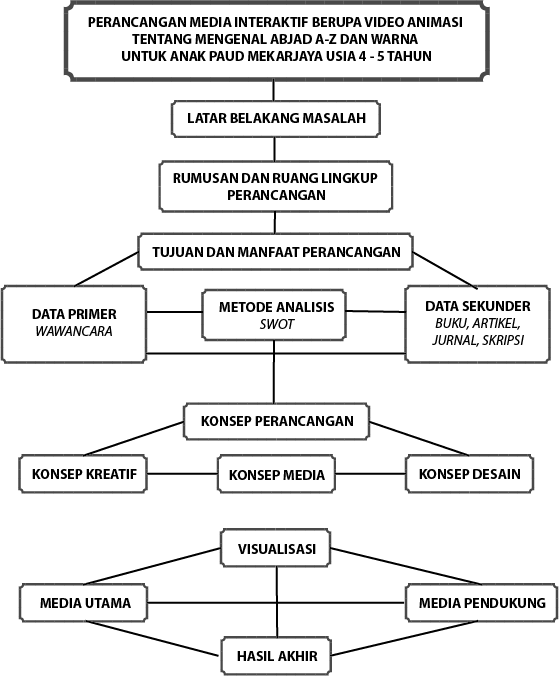 PERANCANGAN MEDIA INTERAKTIF BERUPA VIDEO ANIMASI
TENTANG MENGENAL ABJAD A-Z DAN WARNA
UNTUK ANAK PAUD MEKARJAYA USIA 4 - 5 TAHUN
LATAR BELAKANG MASALAH
RUMUSAN DAN RUANG LINGKUP
PERANCANGAN
TUJUAN DAN MANFAAT PERANCANGAN
DATA PRIMER
WAWANCARA
METODE ANALISIS
SWOT
DATA SEKUNDER
BUKU, ARTIKEL,
JURNAL, SKRIPSI
KONSEP PERANCANGAN
KONSEP KREATIF
KONSEP MEDIA
KONSEP DESAIN
VISUALISASI
MEDIA UTAMA
MEDIA PENDUKUNG
HASIL AKHIR